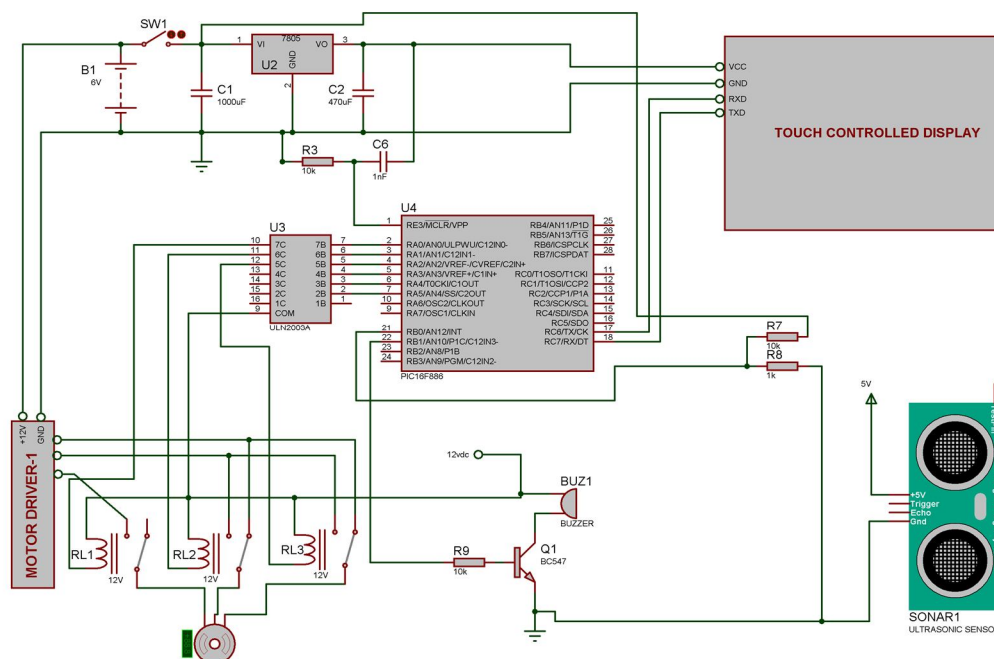 SW1
B1
6V
1
VI
7805
VO
3
GND
U2
2
C1
1000uF
C2
470uF
R3
10k
C6
1nF
VCC
GND
RXD
TXD
TOUCH CONTROLLED DISPLAY
U3
10 7C 7B 7
11 6C 6B 6
12 5C 5B 5
13 4C 4B 4
14 3C 3B 3
15 2C 2B 2
16 1C 1B 1
9 COM
ULN2003A
U4
1 RE3/MCLR/VPP
2 RA0/AN0/ULPWU/C12IN0-
3 RA1/AN1/C12IN1-
4 RA2/AN2/VREF-/CVREF/C2IN+
5 RA3/AN3/VREF+/C1IN+
6 RA4/T0CKI/C1OUT
7 RA5/AN4/SS/C2OUT
10 RA6/OSC2/CLKOUT
9 RA7/OSC1/CLKIN
21 RB0/AN12/INT
22 RB1/AN10/P1C/C12IN3-
23 RB2/AN8/P1B
24 RB3/AN9/PGM/C12IN2-
RB4/AN11/P1D 25
RB5/AN13/T1G 26
RB6/ICSPCLK 27
RB7/ICSPDAT 28
RC0/T1OSO/T1CKI 11
RC1/T1OSI/CCP2 12
RC2/CCP1/P1A 13
RC3/SCK/SCL 14
RC4/SDI/SDA 15
RC5/SDO 16
RC6/TX/CK 17
RC7/RX/DT 18
PIC16F886
R7
10k
R8
1k
5V
+12V
GND
MOTOR DRIVER-1
RL1
12V
RL2
12V
RL3
12V
12vdc
BUZ1
BUZZER
R9
10k
Q1
BC547
+5V
Trigger
Echo
Gnd
SONAR1
ULTRASONIC SENSO